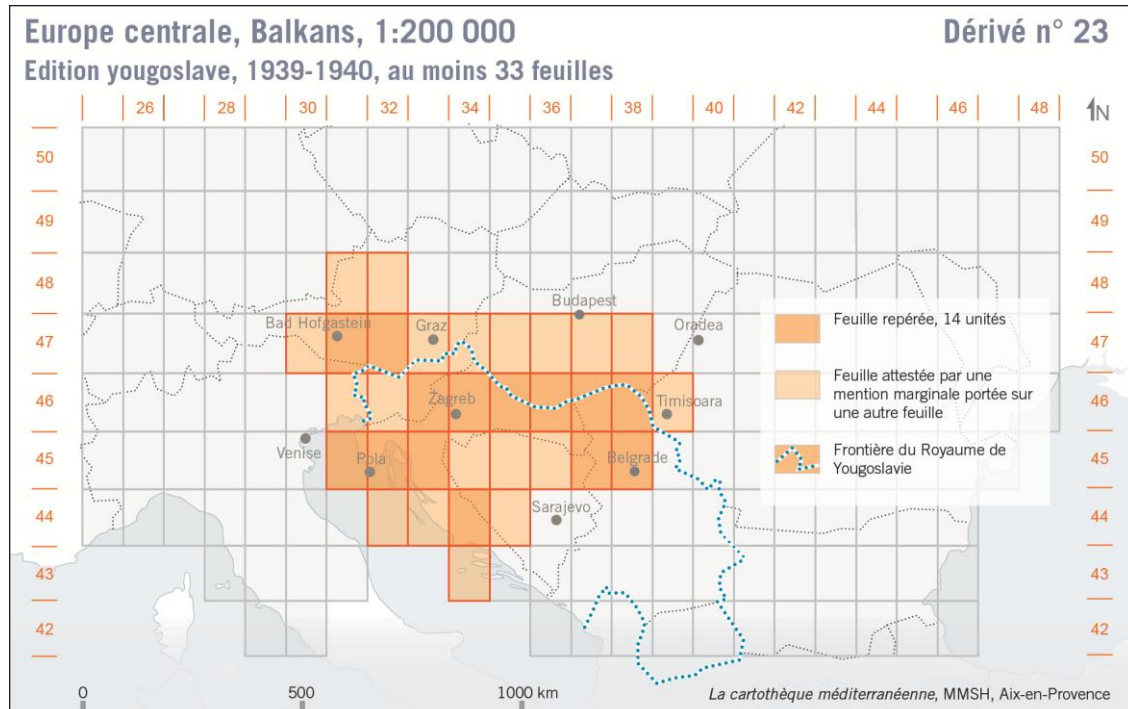 Europe centrale, Balkans, 1:200 000
Dérivé n° 23
Edition yougoslave, 1939-1940, au moins 33 feuilles
26 28 30 32 34 36 38 40 42 44 46 48
N
50 50
49 49
48 48
47 47
46 46
45 45
44 44
43 43
42 42
Budapest
Bad Hofgastein
Graz
Oradea
Zagreb
Timisoara
Venise
Pola
Belgrade
Sarajevo
Feuille repérée, 14 unités
Feuille attestée par une
mention marginale portée sur
une autre feuille
Frontière du Royaume de
Yougoslavie
0 500 1000 km
La cartothèque méditerranéenne, MMSH, Aix-en-Provence